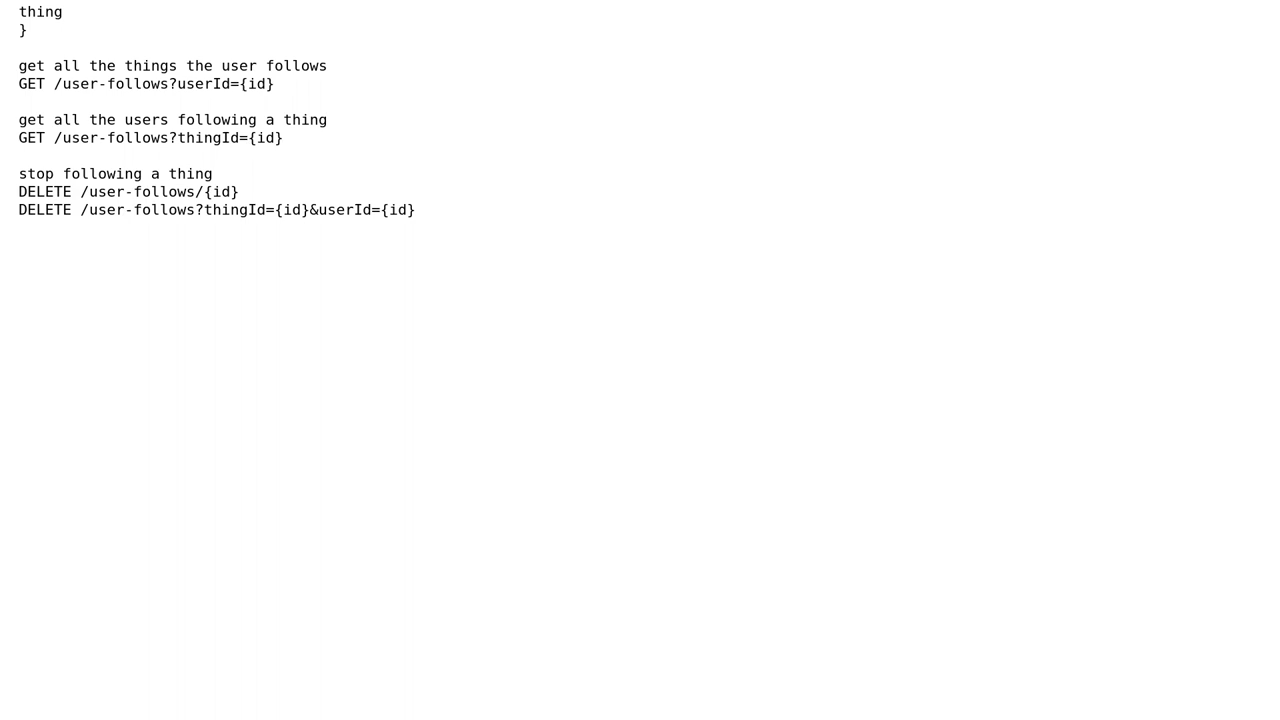 thing
}
get all the things the user follows
GET /user-follows?userId={id}
get all the users following a thing
GET /user-follows?thingId={id}
stop following a thing
DELETE /user-follows/{id}
DELETE /user-follows?thingId={id}&userId={id}